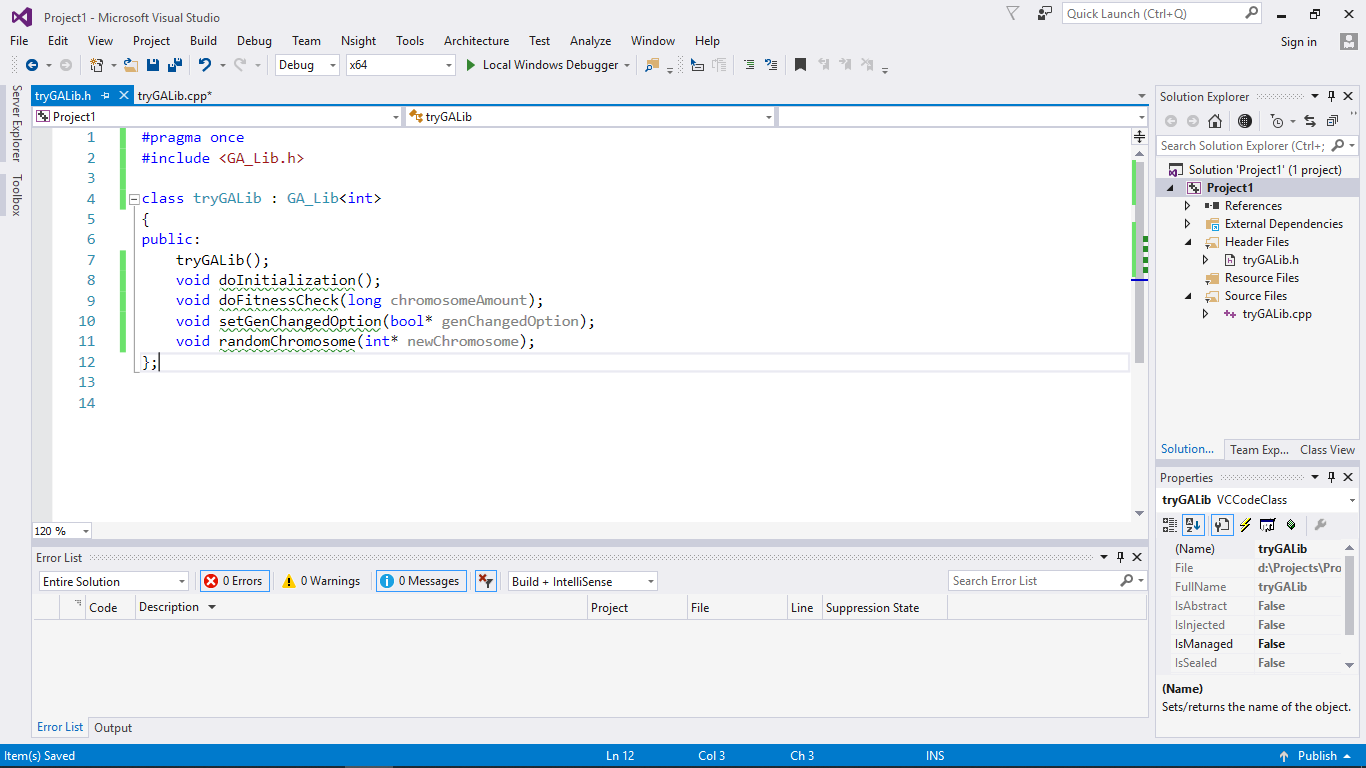 Project1 - Microsoft Visual Studio
Quick Launch (Ctrl+Q)
File Edit View Project Build Debug Team Nsight Tools Architecture Test Analyze Window Help
Sign in
Debug x64 Local Windows Debugger
Server Explorer
Toolbox
tryGALib.h tryGALib.cpp*
Project1 tryGALib
1 #pragma once
2 #include <GA_Lib.h>
3
4 class tryGALib : GA_Lib<int>
5 {
6 public:
7 tryGALib();
8 void doInitialization();
9 void doFitnessCheck(long chromosomeAmount);
10 void setGenChangedOption(bool* genChangedOption);
11 void randomChromosome(int* newChromosome);
12 };
13
14
120 %
Solution Explorer
Search Solution Explorer (Ctrl+;
Solution 'Project1' (1 project)
Project1
References
External Dependencies
Header Files
tryGALib.h
Resource Files
Source Files
tryGALib.cpp
Solution... Team Exp... Class View
Properties
tryGALib VCCodeClass
(Name) tryGALib
File d:\Projects\Pro
FullName tryGALib
IsAbstract False
IsInjected False
IsManaged False
IsSealed False
(Name)
Sets/returns the name of the object.
Error List
Entire Solution 0 Errors 0 Warnings 0 Messages Build + IntelliSense Search Error List
Code Description Project File Line Suppression State
Error List Output
Item(s) Saved Ln 12 Col 3 Ch 3 INS Publish